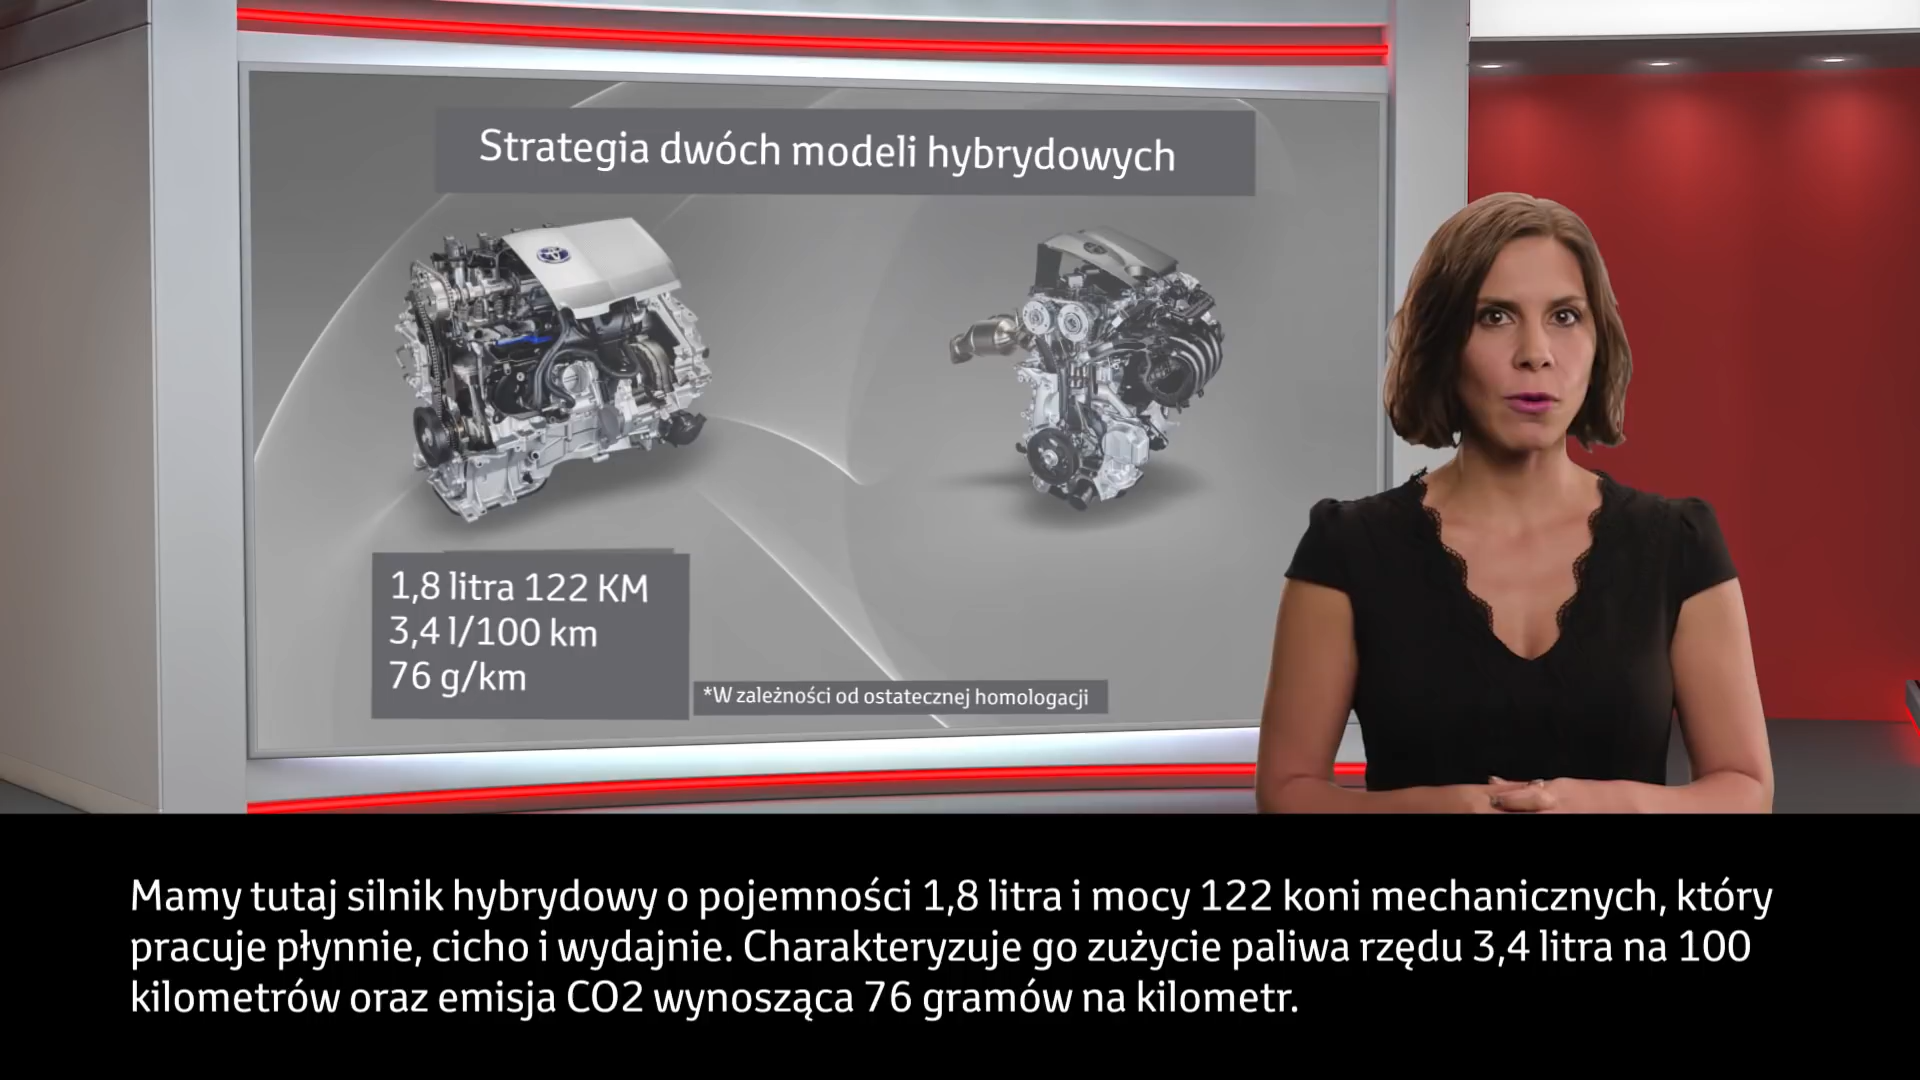 Strategia dwóch modeli hybrydowych
1,8 litra 122 KM
3,4 l/100 km
76 g/km
*W zależności od ostatecznej homologacji
Mamy tutaj silnik hybrydowy o pojemności 1,8 litra i mocy 122 koni mechanicznych, który
pracuje płynnie, cicho i wydajnie. Charakteryzuje go zużycie paliwa rzędu 3,4 litra na 100
kilometrów oraz emisja CO2 wynosząca 76 gramów na kilometr.